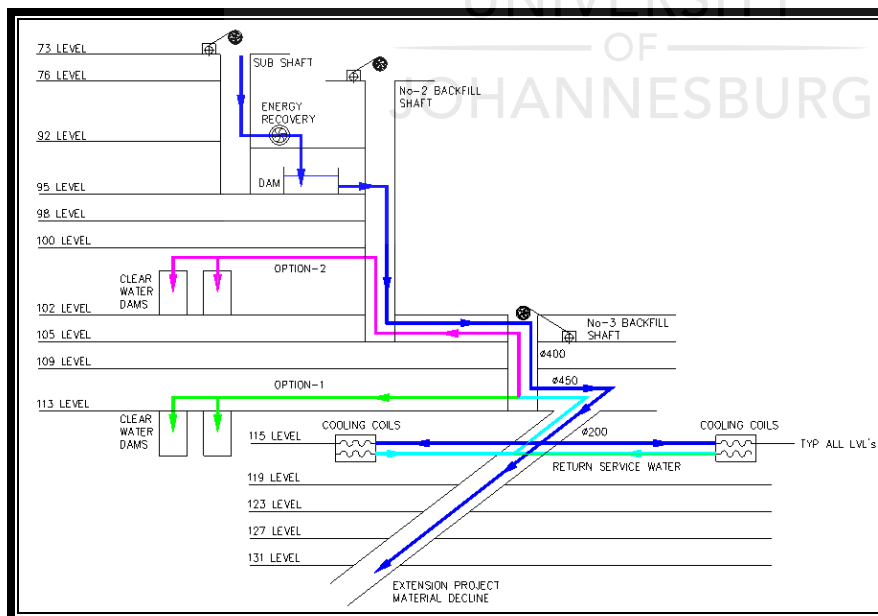 UNIVERSITY
OF
JOHANNESBURG
73 LEVEL
SUB SHAFT
76 LEVEL
No-2 BACKFILL
SHAFT
ENERGY
RECOVERY
92 LEVEL
DAM
95 LEVEL
98 LEVEL
100 LEVEL
OPTION-2
CLEAR
WATER
DAMS
102 LEVEL
No-3 BACKFILL
SHAFT
105 LEVEL
ø400
109 LEVEL
ø450
OPTION-1
113 LEVEL
CLEAR
WATER
DAMS
COOLING COILS
COOLING COILS
ø200
115 LEVEL
TYP ALL LVL's
RETURN SERVICE WATER
119 LEVEL
123 LEVEL
127 LEVEL
131 LEVEL
EXTENSION PROJECT
MATERIAL DECLINE